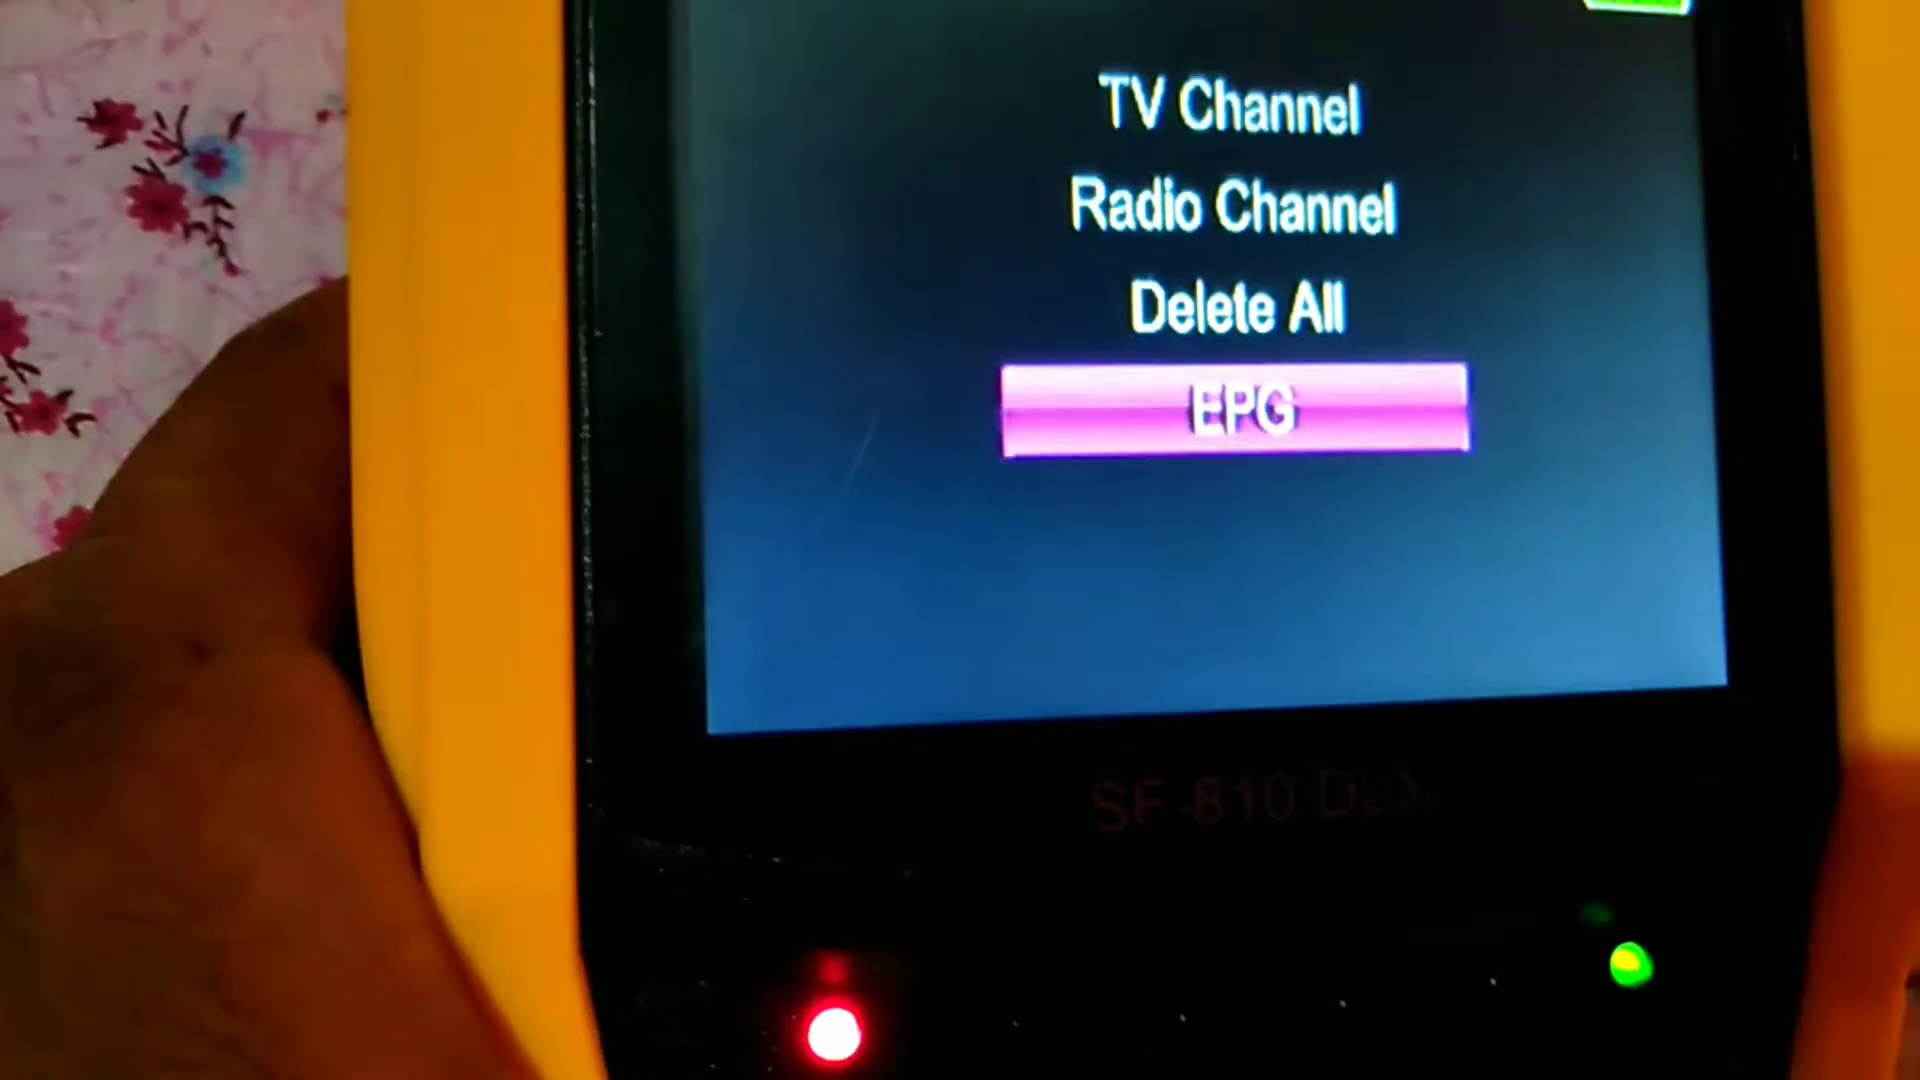 TV Channel
Radio Channel
Delete All
EPG
SF-810 DLX